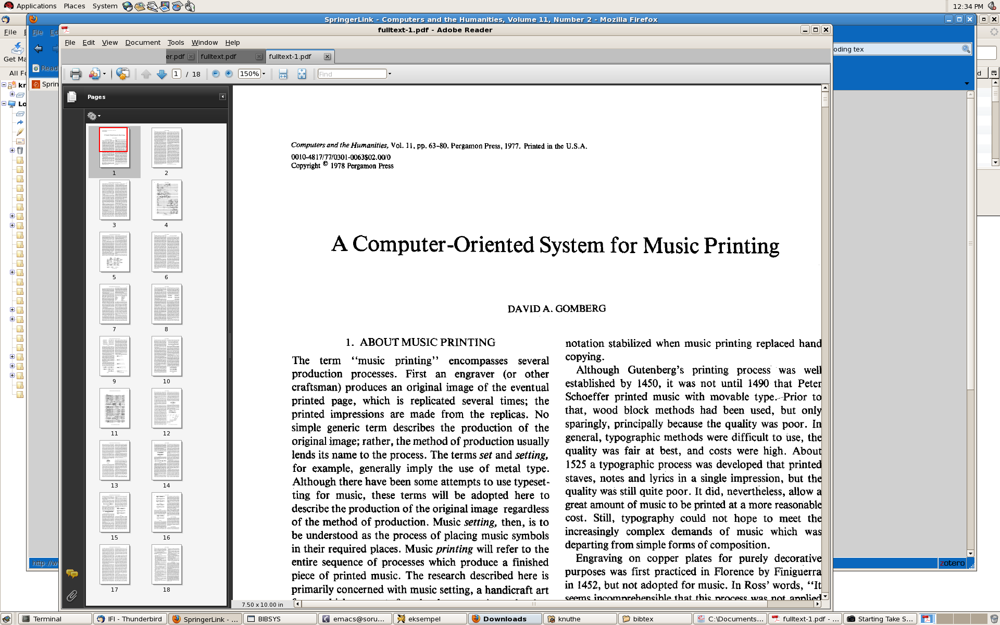 Applications Places System 12:34 PM
SpringerLink - Computers and the Humanities, Volume 11, Number 2 - Mozilla Firefox
fulltext-1.pdf - Adobe Reader
File
File
File Edit View Document Tools Window Help
Get Ma
oding tex
er.pdf fulltext.pdf fulltext-1.pdf
Read
1 / 18 150% Find
All Fo
d
kr
Sprin
Lo
Pages
1 2
3 4
5 6
7 8
9 10
11 12
13 14
15 16
17 18
Computers and the Humanities, Vol. 11, pp. 63–80. Pergamon Press, 1977. Printed in the U.S.A.
0010-4817/77/0301-0063$02.00/0
Copyright © 1978 Pergamon Press
A Computer-Oriented System for Music Printing
DAVID A. GOMBERG
1. ABOUT MUSIC PRINTING
The term ‘‘music printing’’ encompasses several
production processes. First an engraver (or other
craftsman) produces an original image of the eventual
printed page, which is replicated several times; the
printed impressions are made from the replicas. No
simple generic term describes the production of the
original image; rather, the method of production usually
lends its name to the process. The terms set and setting,
for example, generally imply the use of metal type.
Although there have been some attempts to use typeset-
ting for music, these terms will be adopted here to
describe the production of the original image regardless
of the method of production. Music setting, then, is to
be understood as the process of placing music symbols
in their required places. Music printing will refer to the
entire sequence of processes which produce a finished
piece of printed music. The research described here is
primarily concerned with music setting, a handicraft art
notation stabilized when music printing replaced hand
copying.
Although Gutenberg’s printing process was well
established by 1450, it was not until 1490 that Peter
Schoeffer printed music with movable type. Prior to
that, wood block methods had been used, but only
sparingly, principally because the quality was poor. In
general, typographic methods were difficult to use, the
quality was fair at best, and costs were high. About
1525 a typographic process was developed that printed
staves, notes and lyrics in a single impression, but the
quality was still quite poor. It did, nevertheless, allow a
great amount of music to be printed at a more reasonable
cost. Still, typography could not hope to meet the
increasingly complex demands of music which was
departing from simple forms of composition.
Engraving on copper plates for purely decorative
purposes was first practiced in Florence by Finiguerra
in 1452, but not adopted for music. In Ross’ words, ‘‘It
seems incomprehensible that this process was not applied
http://w
zotero
7.50 x 10.00 in
Terminal IFI - Thunderbird SpringerLink - ... BIBSYS emacs@soru... eksempel Downloads knuthe bibtex C:\Documents... fulltext-1.pdf - ... Starting Take S...